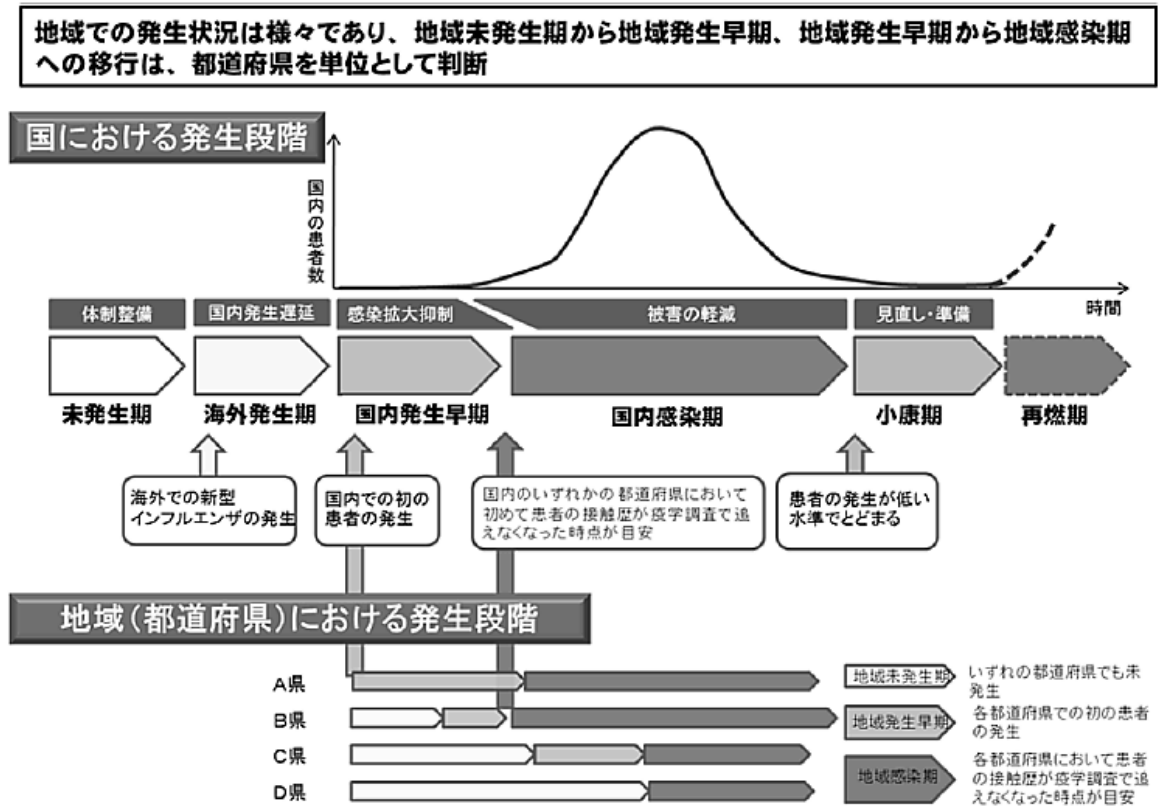 地域での発生状況は様々であり、地域未発生期から地域発生早期、地域発生早期から地域感染期
への移行は、都道府県を単位として判断
国における発生段階
国内の患者数
時間
体制整備
国内発生遅延
感染拡大抑制
被害の軽減
見直し・準備
未発生期
海外発生期
国内発生早期
国内感染期
小康期
再燃期
海外での新型
インフルエンザの発生
国内での初の
患者の発生
国内のいずれかの都道府県において
初めて患者の接触歴が疫学調査で追
えなくなった時点が目安
患者の発生が低い
水準でとどまる
地域(都道府県)における発生段階
A県
B県
C県
D県
地域未発生期
いずれの都道府県でも未
発生
地域発生早期
各都道府県での初の患者
の発生
地域感染期
各都道府県において患者
の接触歴が疫学調査で追
えなくなった時点が目安